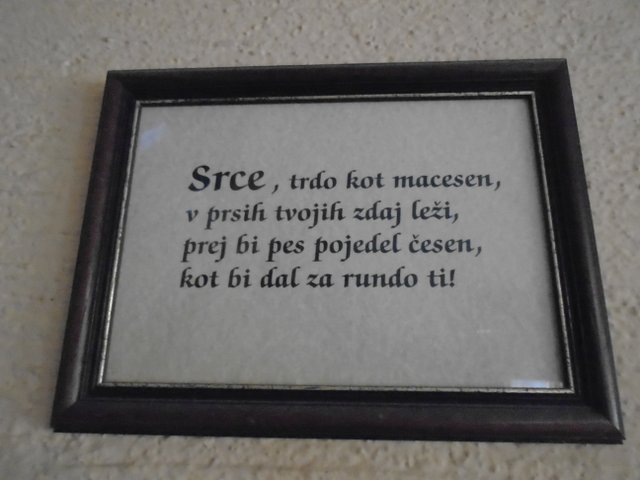 Srce, trdo kot macesen,
v prsih tvojih zdaj leži,
prej bi pes pojedel česen,
kot bi dal za rundo ti!